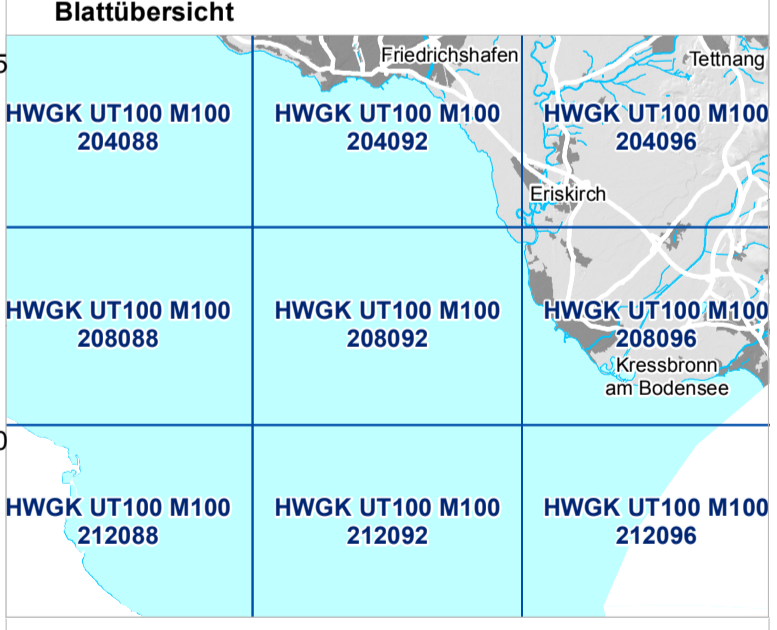 Blattübersicht
5
Friedrichshafen
Tettnang
HWGK UT100 M100
204088
HWGK UT100 M100
204092
HWGK UT100 M100
204096
Eriskirch
HWGK UT100 M100
208088
HWGK UT100 M100
208092
HWGK UT100 M100
208096
Kressbronn
am Bodensee
0
HWGK UT100 M100
212088
HWGK UT100 M100
212092
HWGK UT100 M100
212096